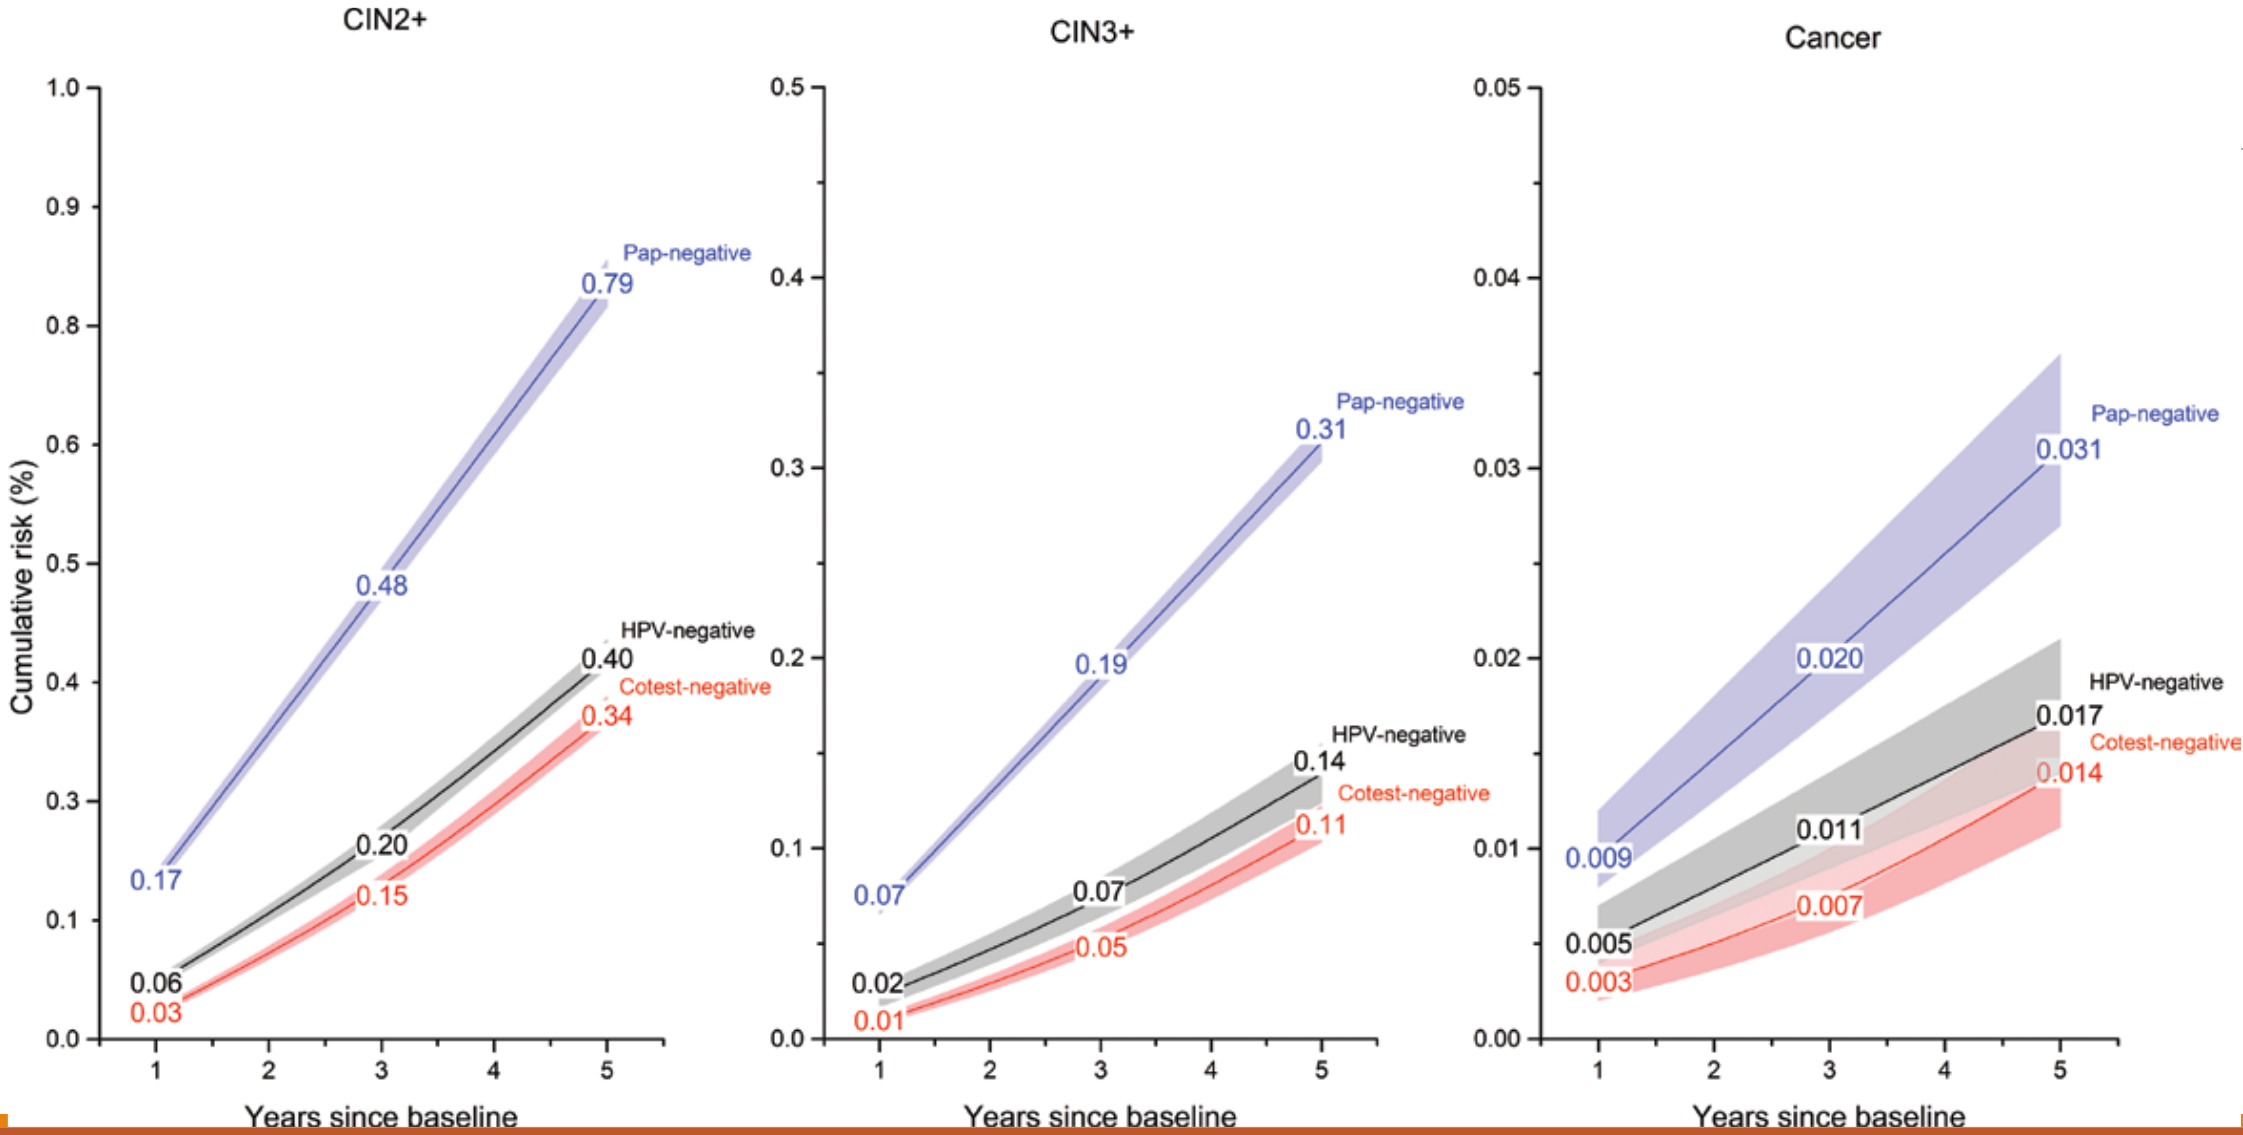 CIN2+
Cumulative risk (%)
1.0
0.9
0.8
0.6
0.5
0.4
0.3
0.1
0.0
Pap-negative
0.79
0.48
0.17
HPV-negative
0.40
0.20
0.06
Cotest-negative
0.34
0.15
0.03
1 2 3 4 5
Years since baseline
CIN3+
0.5
0.4
0.3
0.2
0.1
0.0
Pap-negative
0.31
0.19
0.07
HPV-negative
0.14
0.07
0.02
Cotest-negative
0.11
0.05
0.01
1 2 3 4 5
Years since baseline
Cancer
0.05
0.04
0.03
0.02
0.01
0.00
Pap-negative
0.031
0.020
0.009
HPV-negative
0.017
0.011
0.005
Cotest-negative
0.014
0.007
0.003
1 2 3 4 5
Years since baseline